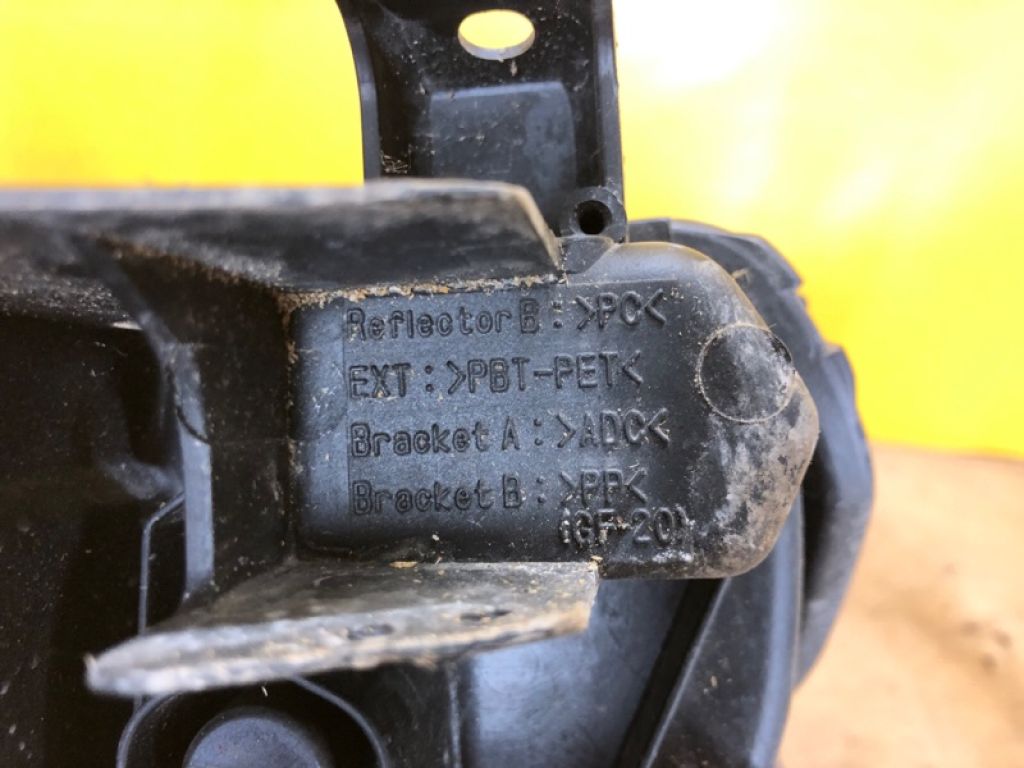 Reflector B : >PC<
EXT : >PBT-PET<
Bracket A : >ADC<
Bracket B : >PP<
(GF-20)